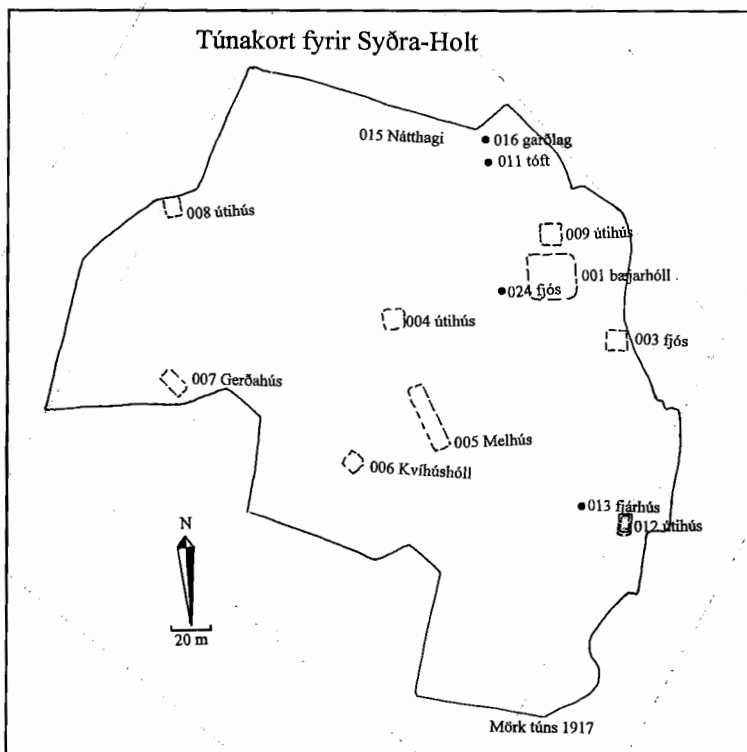 Túnakort fyrir Syðra-Holt
015 Nátthagi
016 garðlag
011 tóft
008 útihús
009 útihús
001 bæjarhóll
024 fjós
004 útihús
003 fjós
007 Gerðahús
005 Melhús
006 Kvíhúshóll
013 fjárhús
012 útihús
N
20 m
Mörk túns 1917